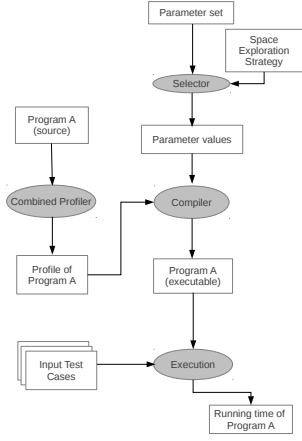 Parameter set
Space
Exploration
Strategy
Selector
Program A
(source)
Parameter values
Combined Profiler
Compiler
Profile of
Program A
Program A
(executable)
Input Test
Cases
Execution
Running time of
Program A